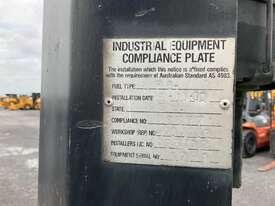 INDUSTRIAL EQUIPMENT
COMPLIANCE PLATE
The installation which this notice is affixed complies
with the requirement of Australian Standard AS 4983.
FUEL TYPE
INSTALLATION DATE
STATE
COMPLIANCE NO
WORKSHOP (REP) NO
INSTALLERS LIC NO
EQUIPMENT SERIAL NO